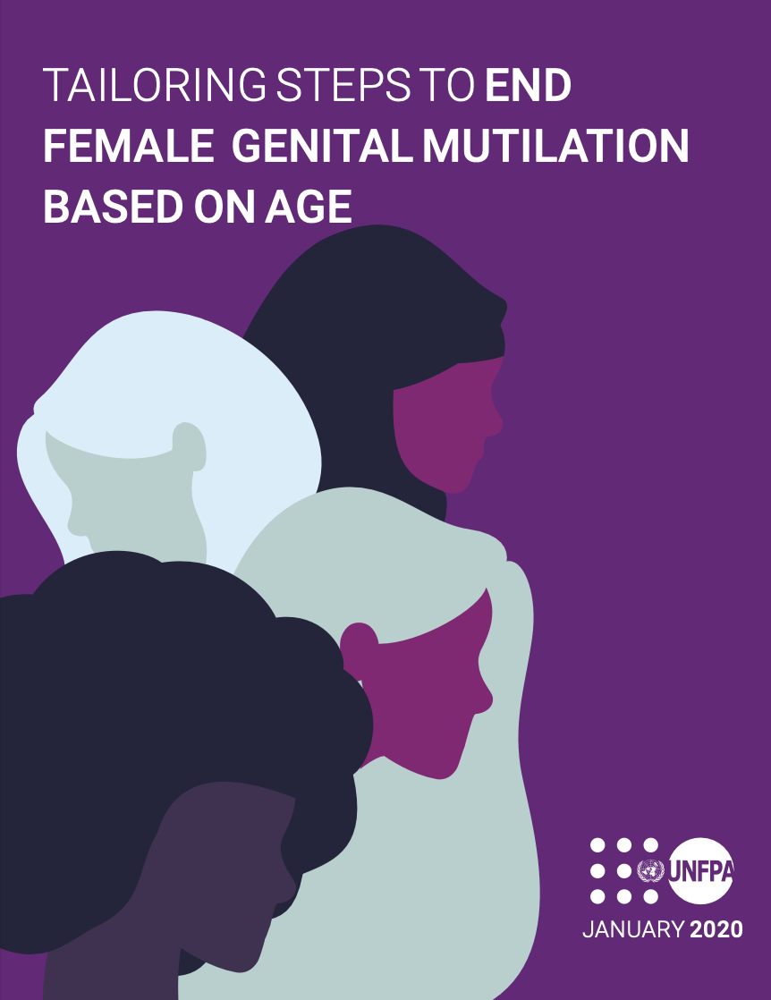 TAILORING STEPS TO END
FEMALE GENITAL MUTILATION
BASED ON AGE
UNFPA
JANUARY 2020